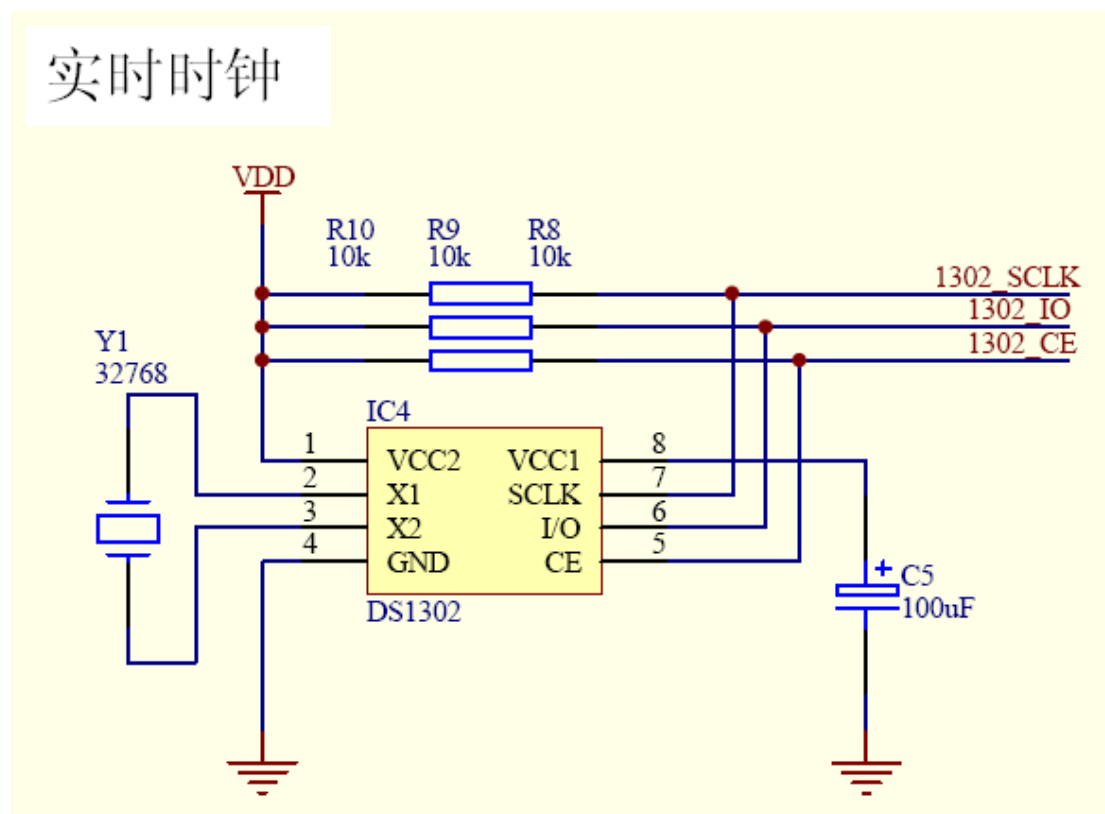 实时时钟
VDD
R10 R9 R8
10k 10k 10k
1302_SCLK
1302_IO
1302_CE
Y1
32768
IC4
1 VCC2 VCC1 8
2 X1 SCLK 7
3 X2 I/O 6
4 GND CE 5
DS1302
+ C5
100uF